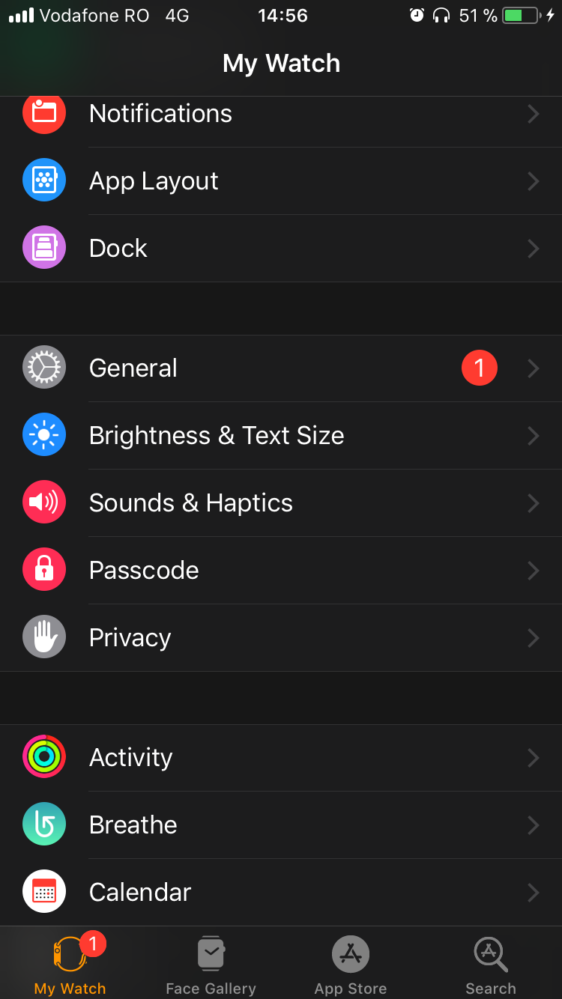 Vodafone RO 4G 14:56 51 %
My Watch
Notifications
App Layout
Dock
General 1
Brightness & Text Size
Sounds & Haptics
Passcode
Privacy
Activity
Breathe
Calendar
1
My Watch Face Gallery App Store Search